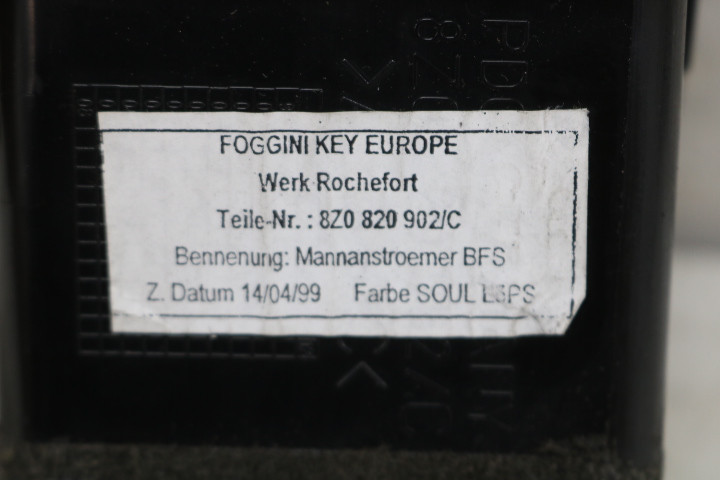 FOGGINI KEY EUROPE
Werk Rochefort
Teile-Nr. : 8Z0 820 902/C
Bennenung: Mannanstroemer BFS
Z. Datum 14/04/99 Farbe SOUL L3PS